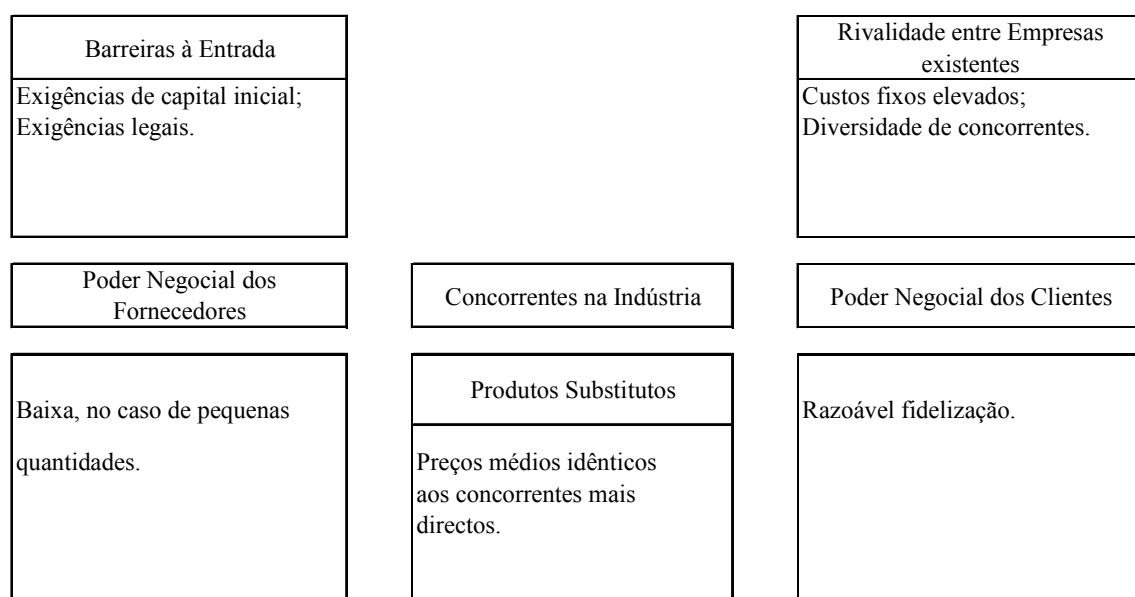 Barreiras à Entrada
Exigências de capital inicial;
Exigências legais.
Rivalidade entre Empresas
existentes
Custos fixos elevados;
Diversidade de concorrentes.
Poder Negocial dos
Fornecedores
Concorrentes na Indústria
Poder Negocial dos Clientes
Baixa, no caso de pequenas
quantidades.
Produtos Substitutos
Preços médios idênticos
aos concorrentes mais
directos.
Razoável fidelização.